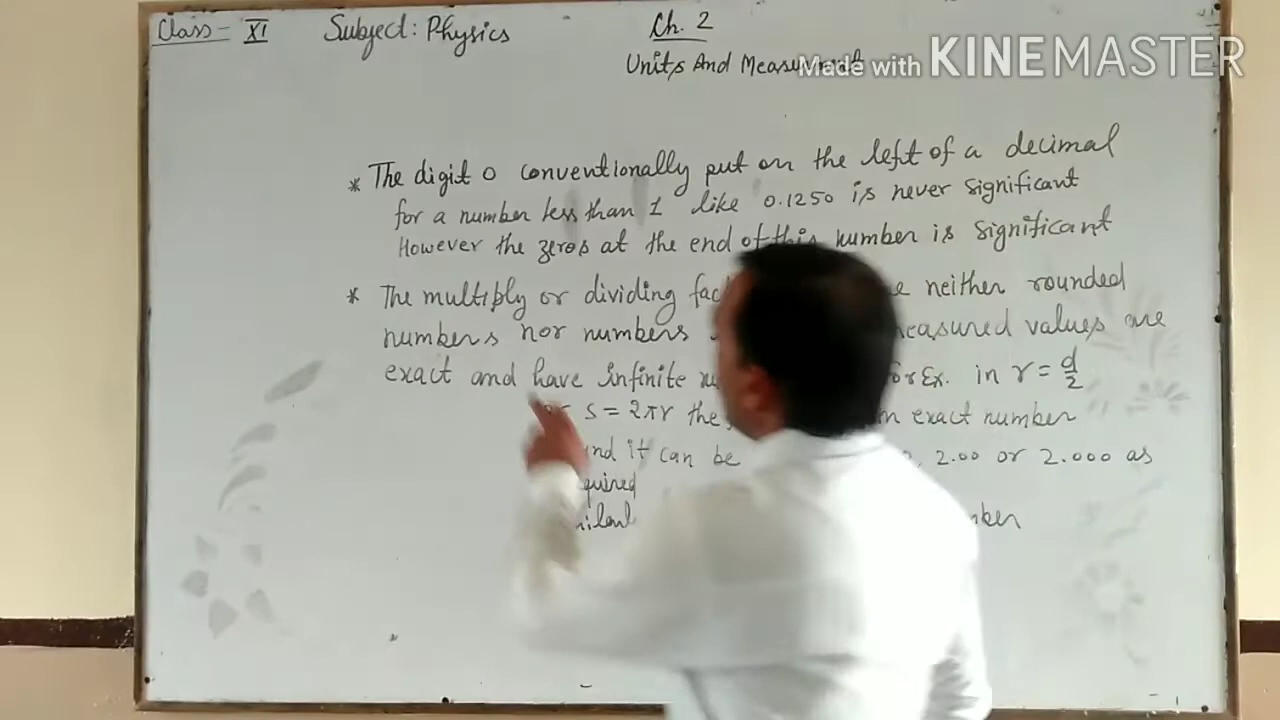 Class - XI Subject: Physics Ch. 2
Units And Measurement
Made with KINEMASTER
* The digit 0 conventionally put on the left of a decimal
for a number less than 1 like 0.1250 is never significant
However the zeros at the end of this number is significant
* The multiply or dividing neither rounded
numbers nor numbers measured values are
exact and have infinite for Ex. in r = d/2
or s = 2πr the exact number
and it can be 2.00 or 2.000 as